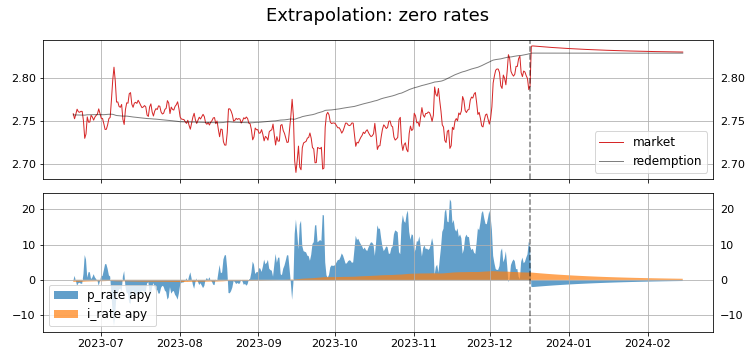 Extrapolation: zero rates
2.80 2.80
2.75 2.75
2.70 2.70
market
redemption
20 20
10 10
0 0
−10 −10
p_rate apy
i_rate apy
2023-07 2023-08 2023-09 2023-10 2023-11 2023-12 2024-01 2024-02